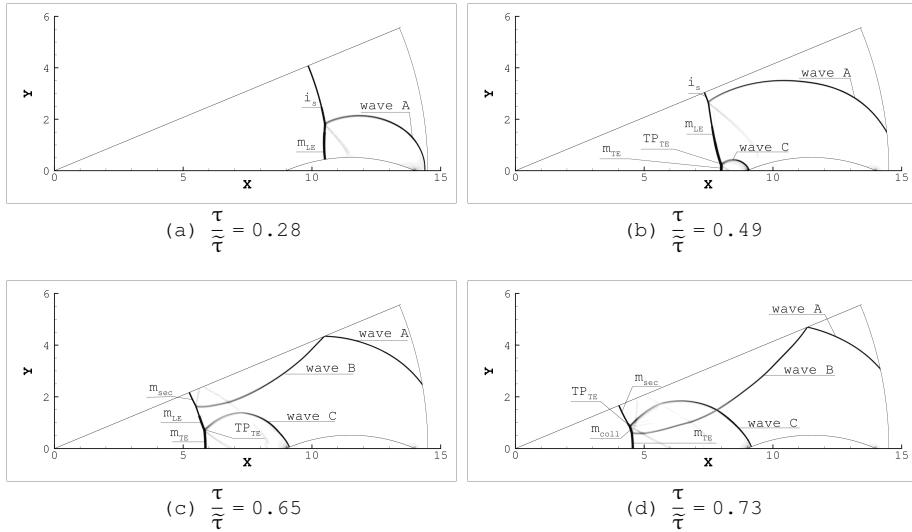 6
4
2
0
Y
0
5
10
15
X
i_s
wave A
m_LE
(a) τ/τ̃ = 0.28
6
4
2
0
Y
0
5
10
15
X
i_s
wave A
m_LE
TP_TE
m_TE
wave C
(b) τ/τ̃ = 0.49
6
4
2
0
Y
0
5
10
15
X
wave A
wave B
m_sec
m_LE
wave C
TP_TE
m_TE
(c) τ/τ̃ = 0.65
6
4
2
0
Y
0
5
10
15
X
wave A
wave B
m_sec
TP_TE
m_coll
wave C
m_TE
(d) τ/τ̃ = 0.73